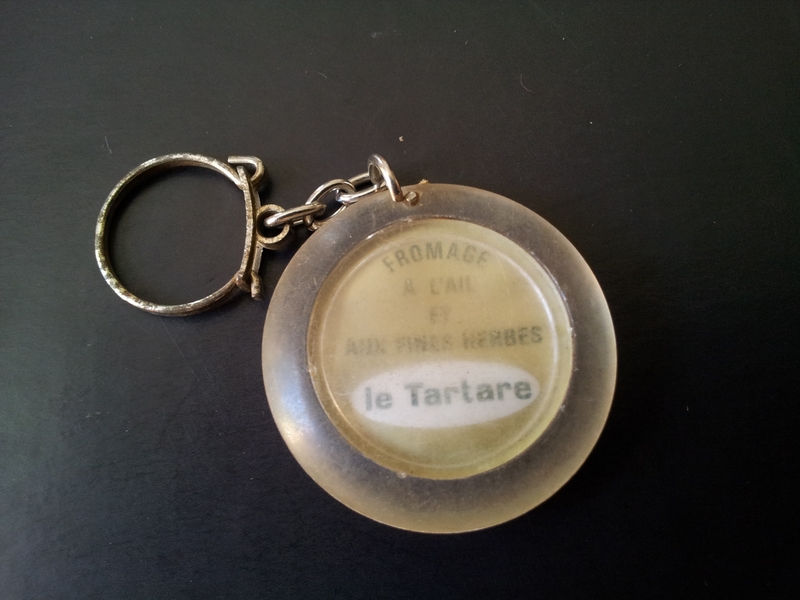 FROMAGE
A L'AIL
ET
AUX FINES HERBES
le Tartare